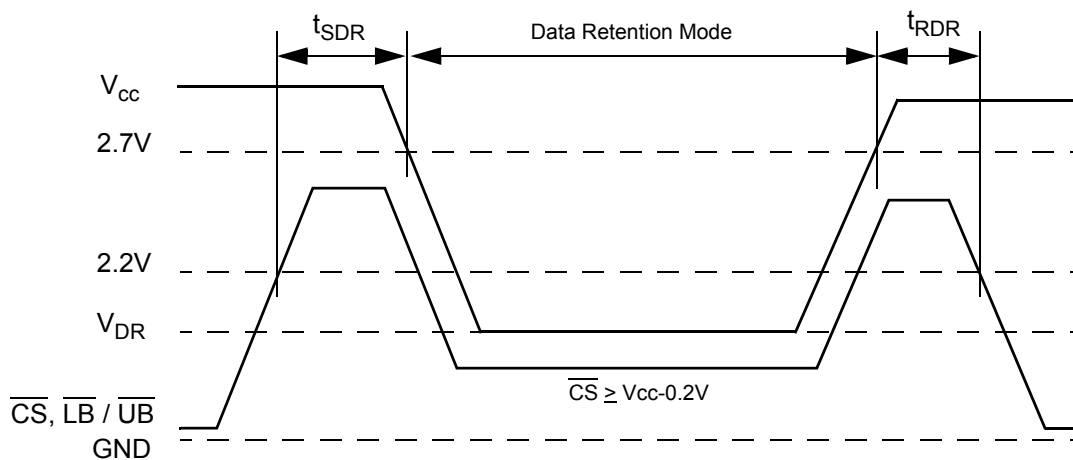 tSDR Data Retention Mode tRDR
Vcc
2.7V
2.2V
VDR
CS ≥ Vcc-0.2V
CS, LB / UB
GND